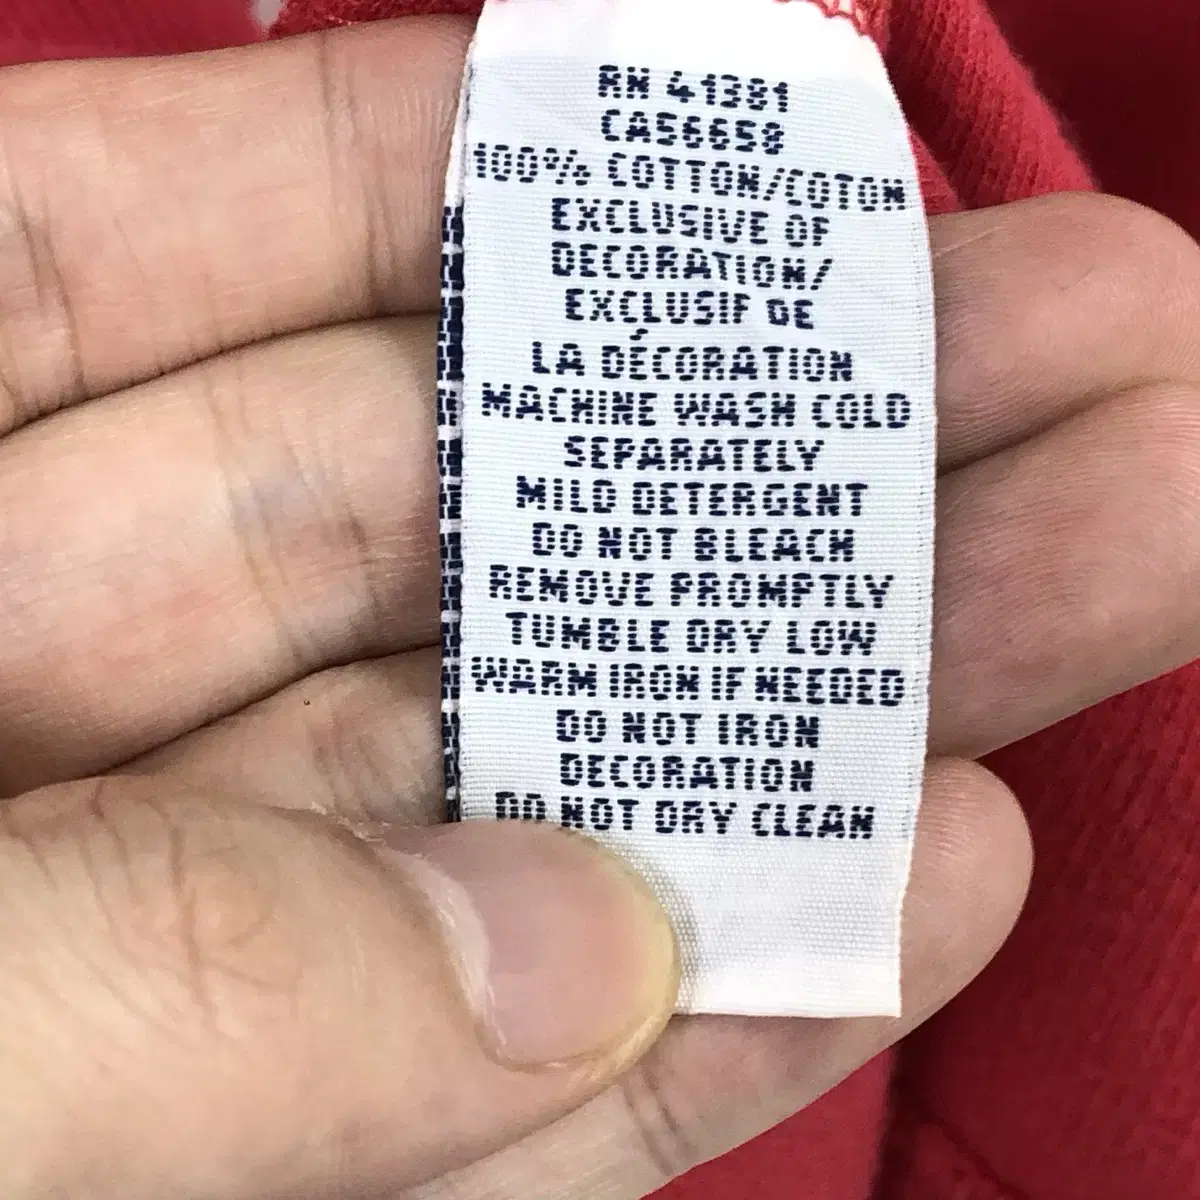 RN 41381
CA56658
100% COTTON/COTON
EXCLUSIVE OF
DECORATION/
EXCLUSIF DE
LA DÉCORATION
MACHINE WASH COLD
SEPARATELY
MILD DETERGENT
DO NOT BLEACH
REMOVE PROMPTLY
TUMBLE DRY LOW
WARM IRON IF NEEDED
DO NOT IRON
DECORATION
DO NOT DRY CLEAN